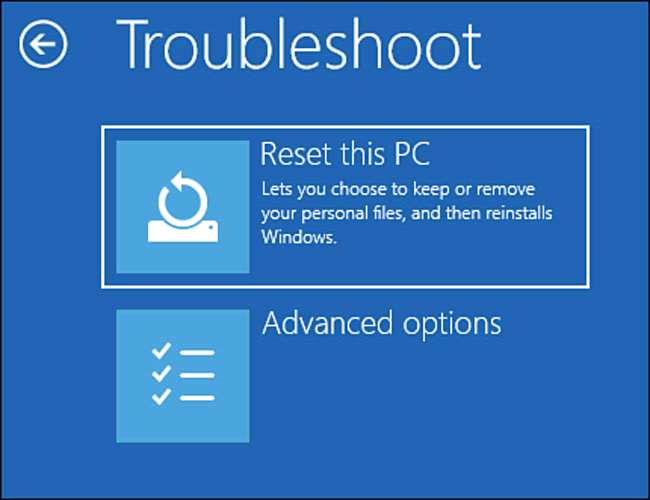 Troubleshoot
Reset this PC
Lets you choose to keep or remove
your personal files, and then reinstalls
Windows.
Advanced options